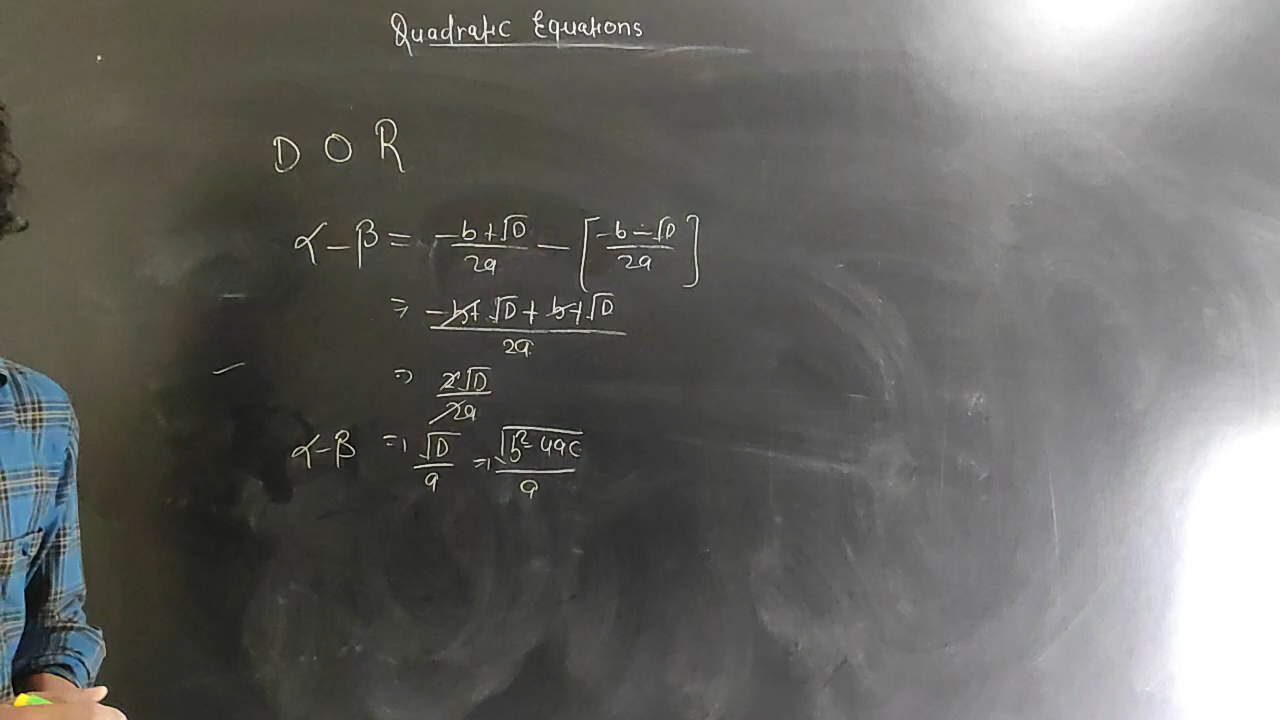 Quadratic Equations
D O R
α - β = (-b + √D)/2a - [(-b - √D)/2a]
⇒ (-b + √D + b + √D)/2a
⇒ 2√D/2a
α - β ⇒ √D/a ⇒ √(b² - 4ac)/a